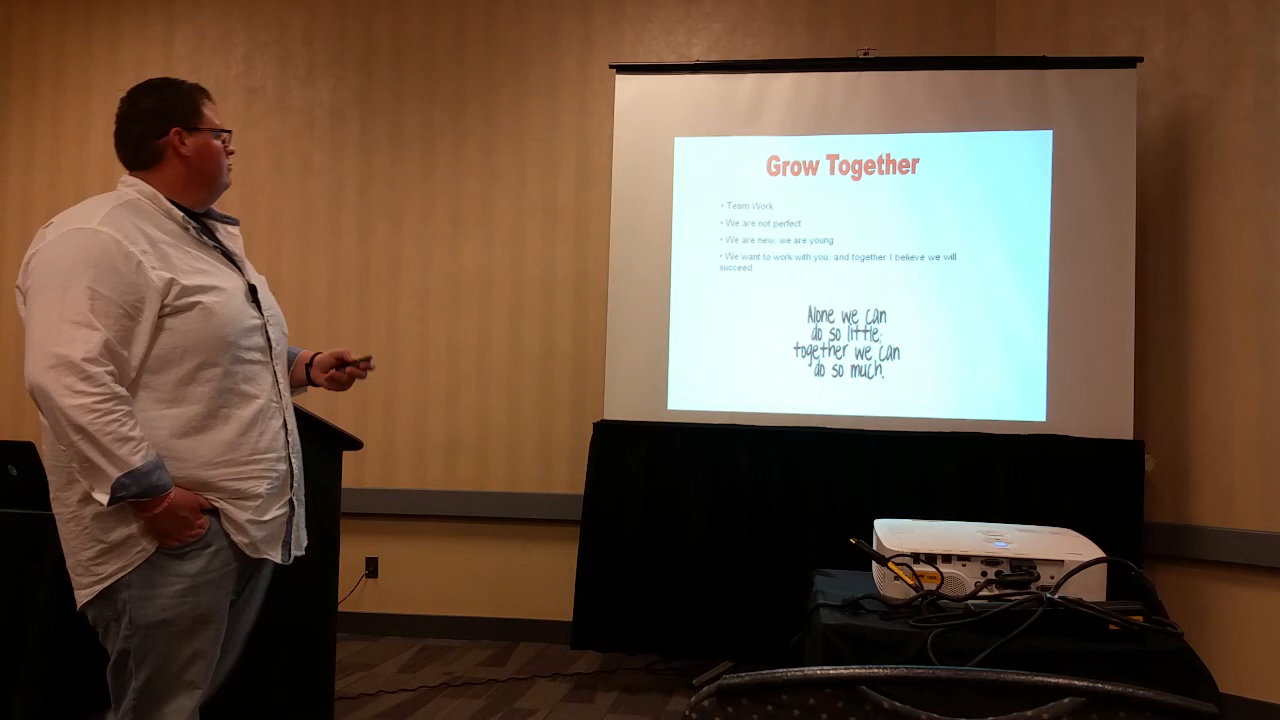 Grow Together
• Team Work
• We are not perfect
• We are new, we are young
• We want to work with you, and together I believe we will
succeed.
Alone we can
do so little;
together we can
do so much.